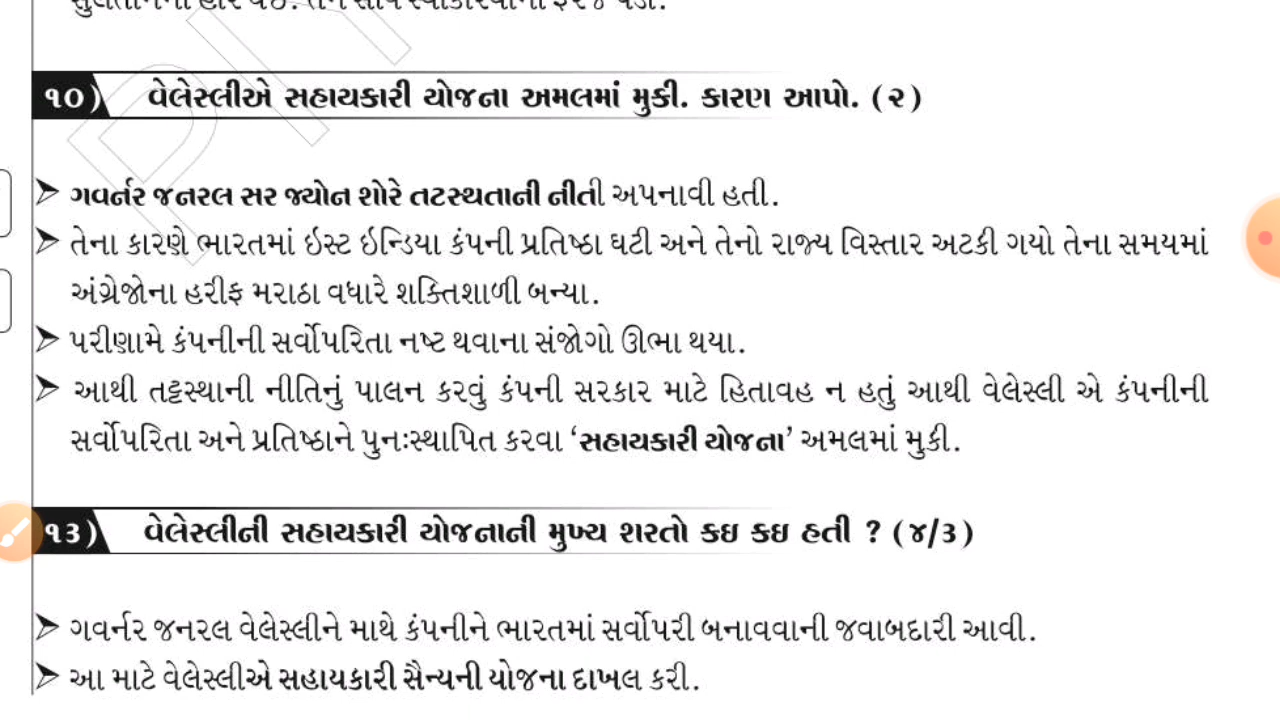 ૧૦) વેલેસ્લીએ સહાયકારી યોજના અમલમાં મુકી. કારણ આપો. (૨)
➤ ગવર્નર જનરલ સર જ્યોન શોરે તટસ્થતાની નીતી અપનાવી હતી.
➤ તેના કારણે ભારતમાં ઇસ્ટ ઇન્ડિયા કંપની પ્રતિષ્ઠા ઘટી અને તેનો રાજ્ય વિસ્તાર અટકી ગયો તેના સમયમાં
અંગ્રેજોના હરીફ મરાઠા વધારે શક્તિશાળી બન્યા.
➤ પરીણામે કંપનીની સર્વોપરિતા નષ્ટ થવાના સંજોગો ઊભા થયા.
➤ આથી તટ્ટસ્થાની નીતિનું પાલન કરવું કંપની સરકાર માટે હિતાવહ ન હતું આથી વેલેસ્લી એ કંપનીની
સર્વોપરિતા અને પ્રતિષ્ઠાને પુનઃસ્થાપિત કરવા ‘સહાયકારી યોજના’ અમલમાં મુકી.
૧૩) વેલેસ્લીની સહાયકારી યોજનાની મુખ્ય શરતો કઇ કઇ હતી ? (૪/૩)
➤ ગવર્નર જનરલ વેલેસ્લીને માથે કંપનીને ભારતમાં સર્વોપરી બનાવવાની જવાબદારી આવી.
➤ આ માટે વેલેસ્લીએ સહાયકારી સૈન્યની યોજના દાખલ કરી.